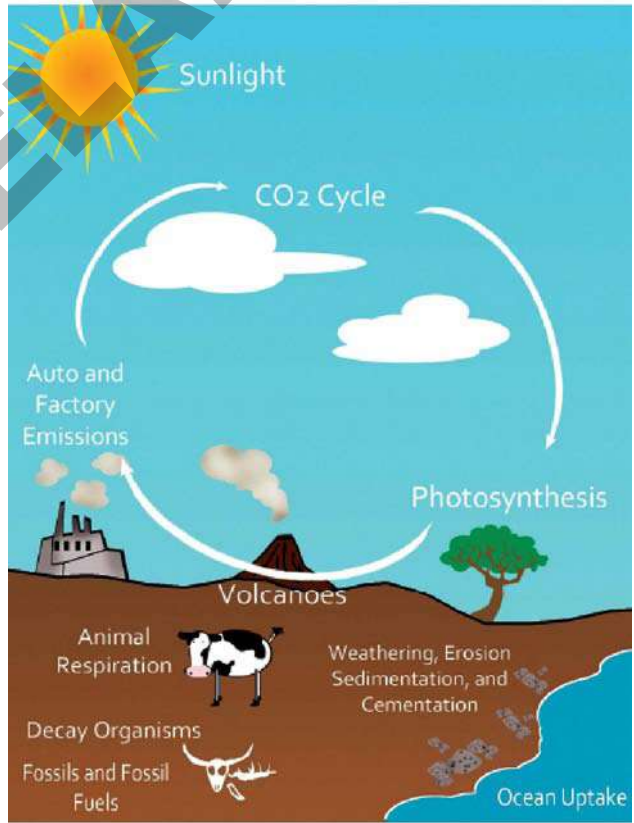 Sunlight
CO2 Cycle
Auto and
Factory
Emissions
Photosynthesis
Volcanoes
Animal
Respiration
Weathering, Erosion
Sedimentation, and
Cementation
Decay Organisms
Fossils and Fossil
Fuels
Ocean Uptake